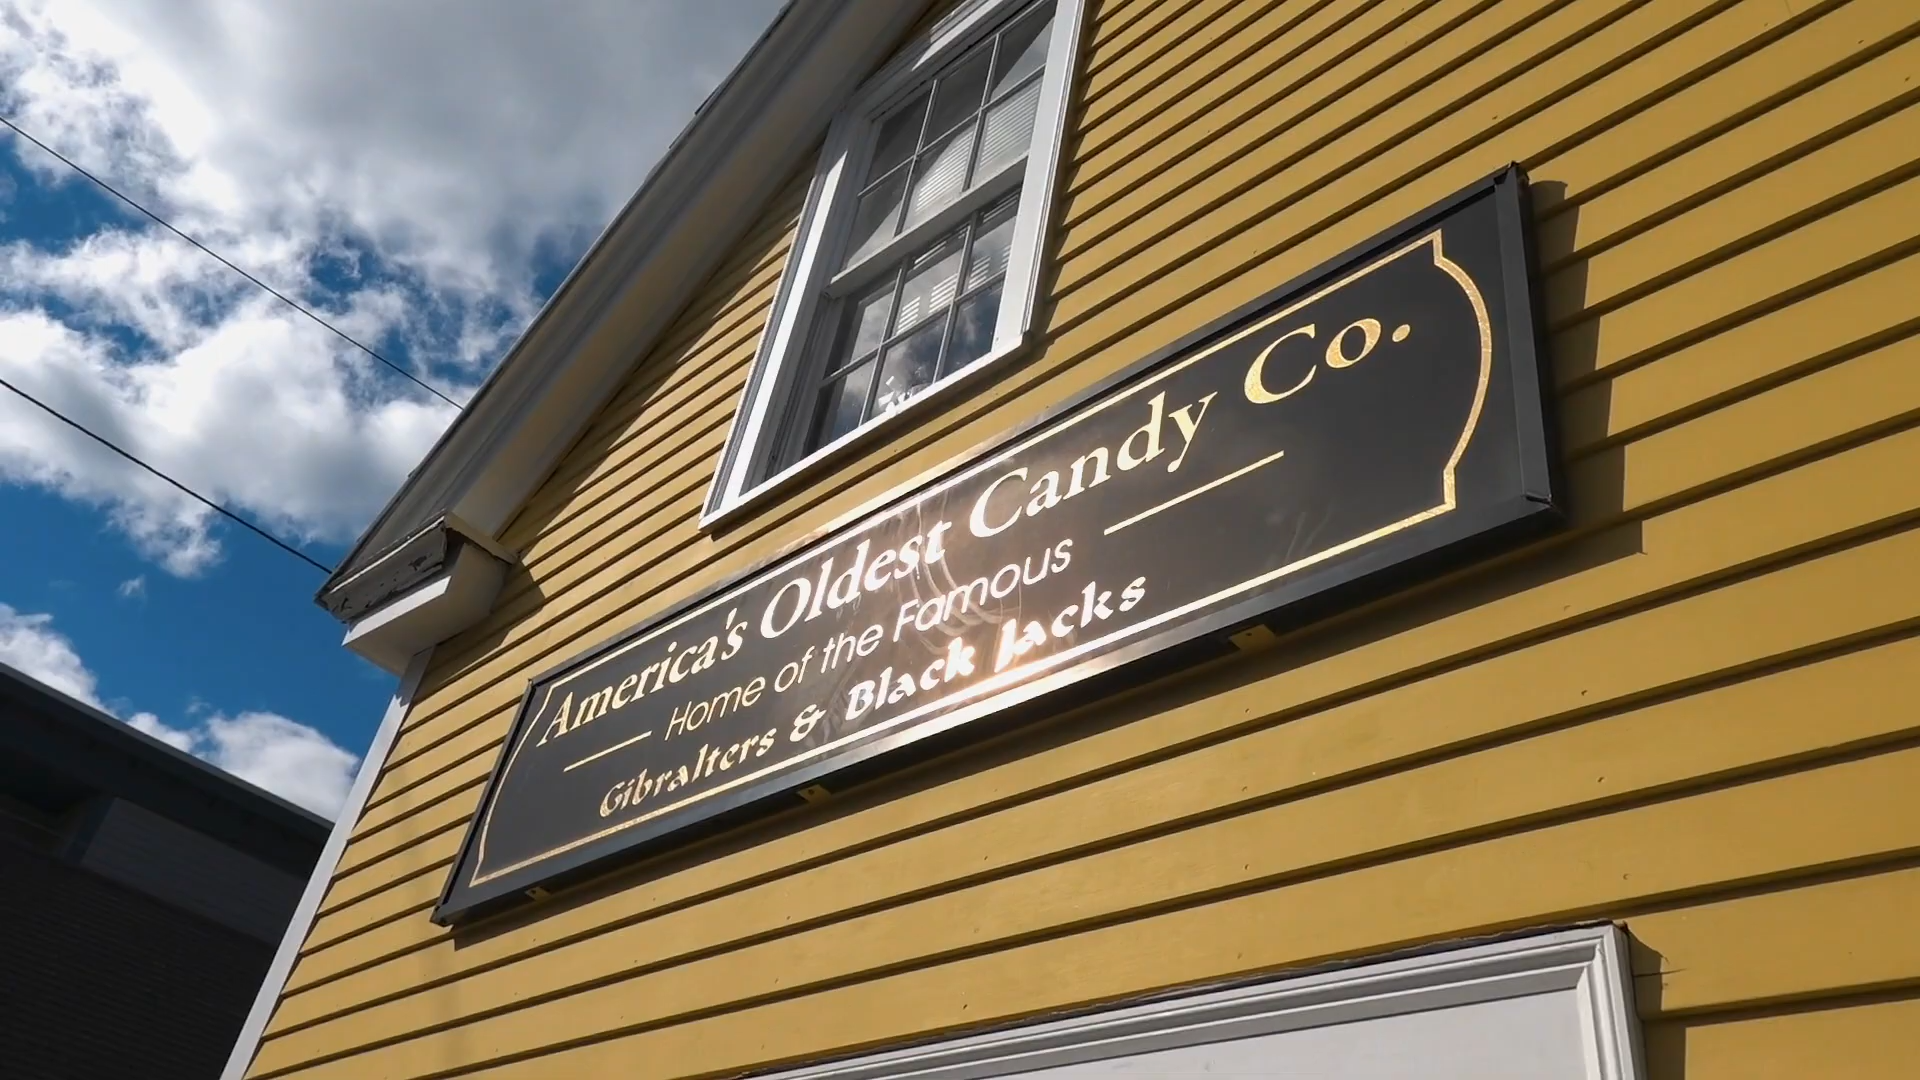 America's Oldest Candy Co.
Home of the Famous
Gibralters & Black Jacks